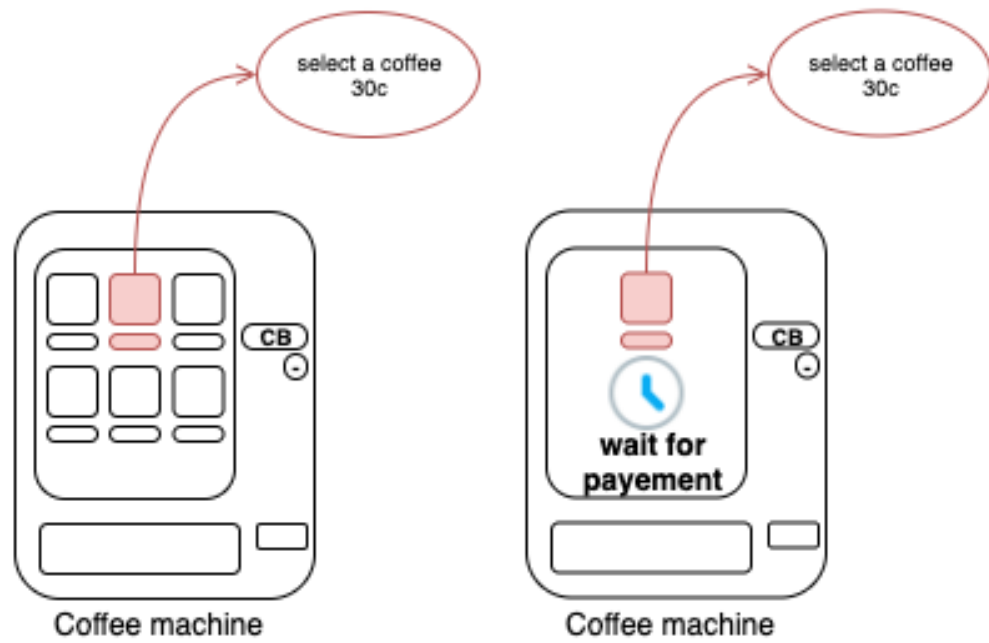 select a coffee
30c
select a coffee
30c
CB
-
CB
-
wait for
payement
Coffee machine
Coffee machine